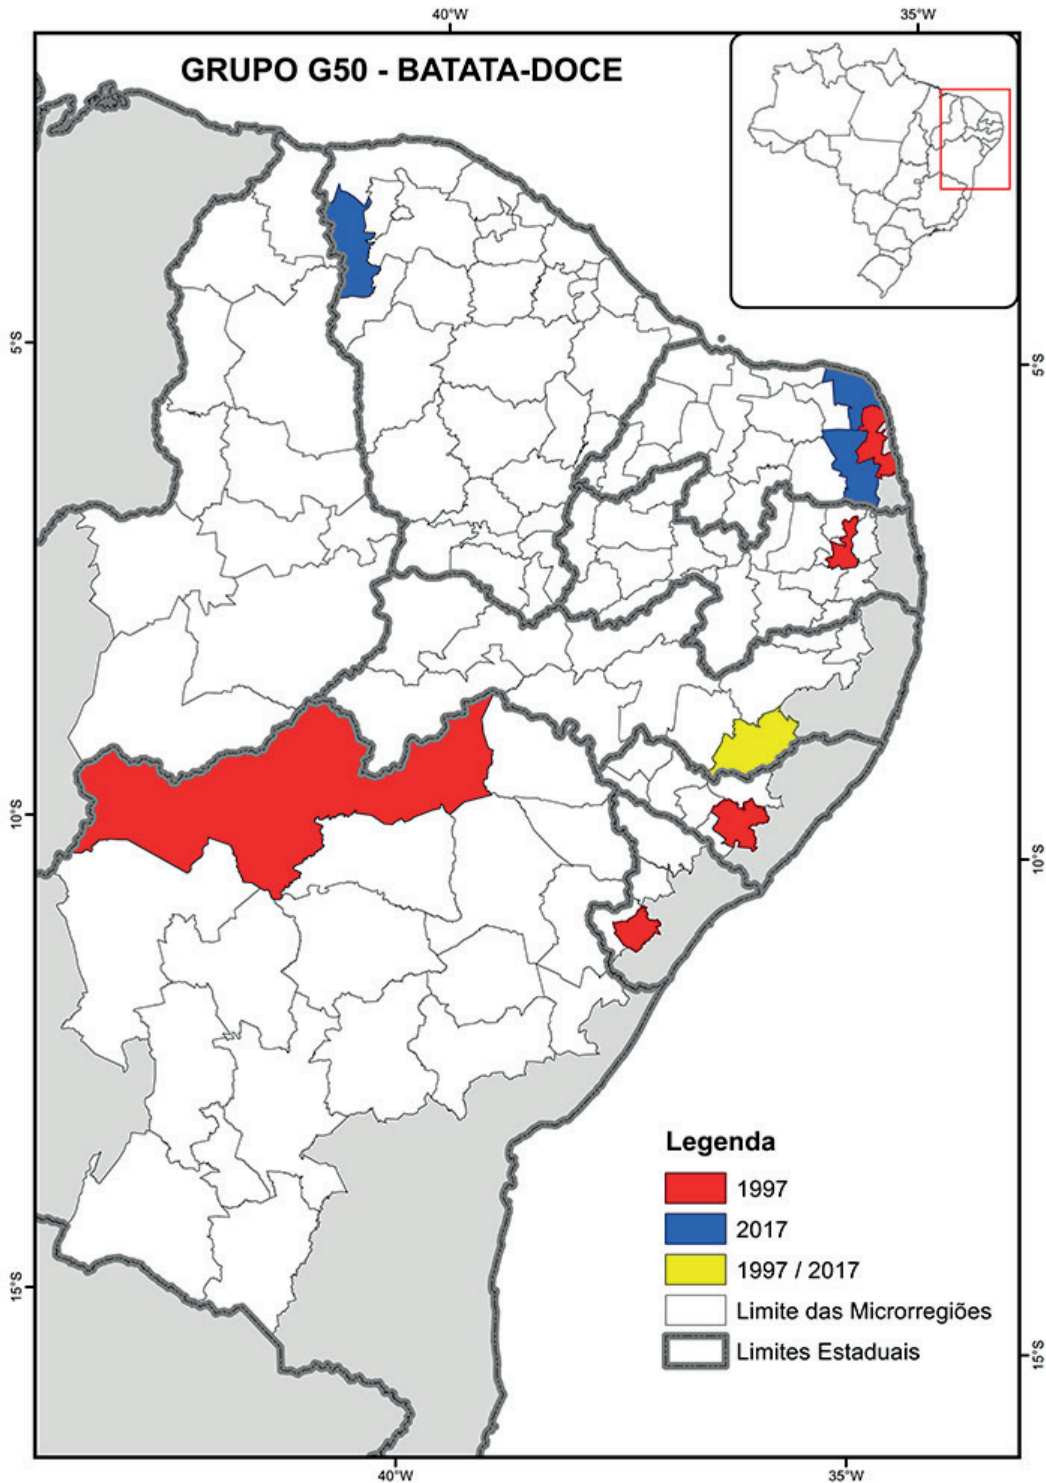 40°W
35°W
GRUPO G50 - BATATA-DOCE
5°S
5°S
10°S
10°S
Legenda
1997
2017
1997 / 2017
Limite das Microrregiões
Limites Estaduais
15°S
15°S
40°W
35°W